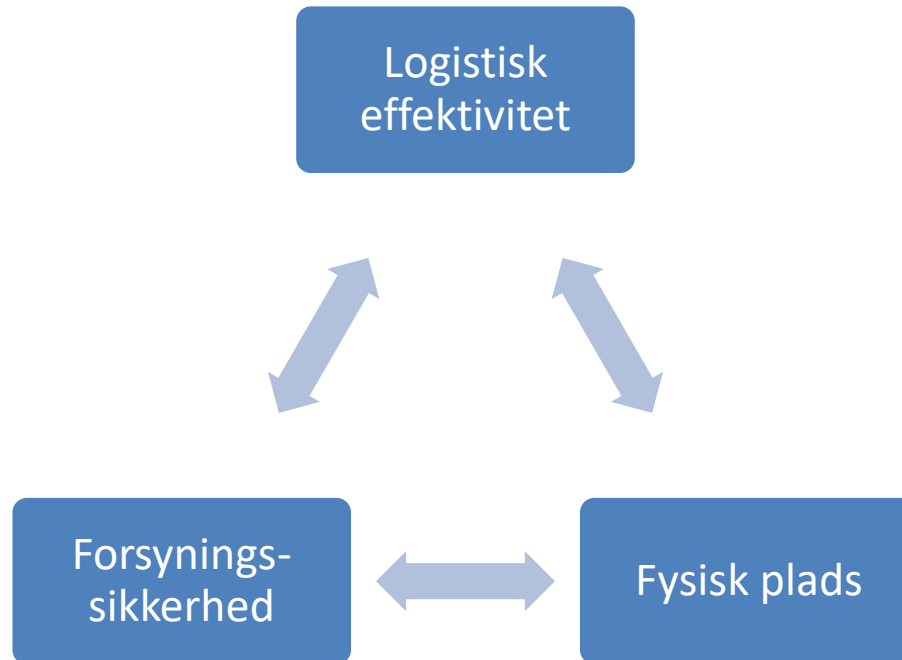 Logistisk
effektivitet
Forsynings-
sikkerhed
Fysisk plads